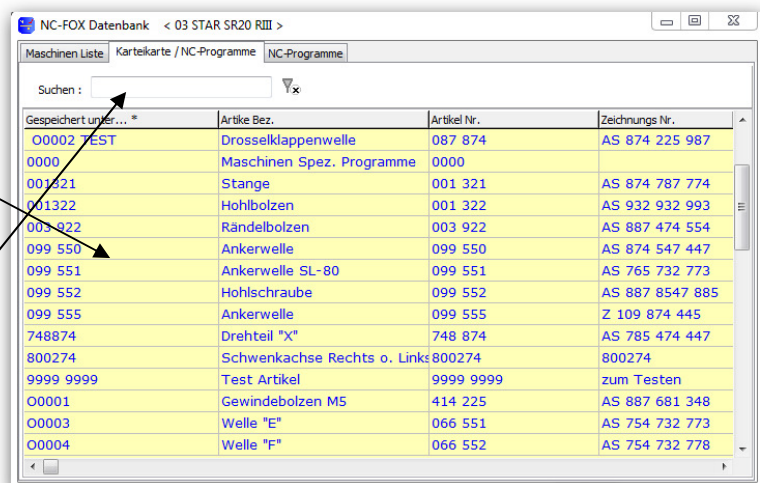 NC-FOX Datenbank < 03 STAR SR20 RIII >
Maschinen Liste Karteikarte / NC-Programme NC-Programme
Suchen :
Gespeichert unter... * Artike Bez. Artikel Nr. Zeichnungs Nr.
O0002 TEST Drosselklappenwelle 087 874 AS 874 225 987
0000 Maschinen Spez. Programme 0000
001321 Stange 001 321 AS 874 787 774
001322 Hohlbolzen 001 322 AS 932 932 993
003 922 Rändelbolzen 003 922 AS 887 474 554
099 550 Ankerwelle 099 550 AS 874 547 447
099 551 Ankerwelle SL-80 099 551 AS 765 732 773
099 552 Hohlschraube 099 552 AS 887 8547 885
099 555 Ankerwelle 099 555 Z 109 874 445
748874 Drehteil "X" 748 874 AS 785 474 447
800274 Schwenkachse Rechts o. Links 800274 800274
9999 9999 Test Artikel 9999 9999 zum Testen
O0001 Gewindebolzen M5 414 225 AS 887 681 348
O0003 Welle "E" 066 551 AS 754 732 773
O0004 Welle "F" 066 552 AS 754 732 778